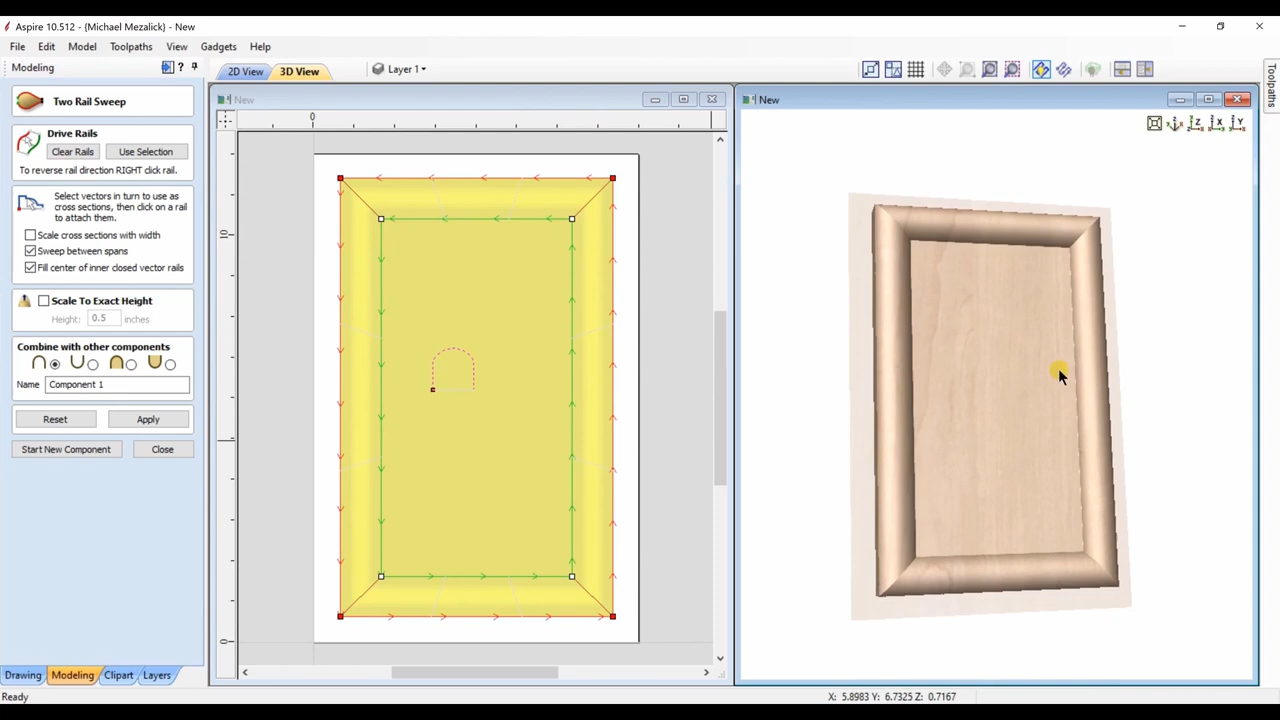 Aspire 10.512 - {Michael Mezalick} - New
File Edit Model Toolpaths View Gadgets Help
Modeling
?
2D View 3D View Layer 1
Two Rail Sweep
Drive Rails
Clear Rails Use Selection
To reverse rail direction RIGHT click rail.
Select vectors in turn to use as
cross sections, then click on a rail
to attach them.
Scale cross sections with width
Sweep between spans
Fill center of inner closed vector rails
Scale To Exact Height
Height: 0.5 inches
Combine with other components
Name Component 1
Reset Apply
Start New Component Close
Drawing Modeling Clipart Layers
Ready
New
0
10
0
New
Z X Y
Toolpaths
X: 5.8983 Y: 6.7325 Z: 0.7167